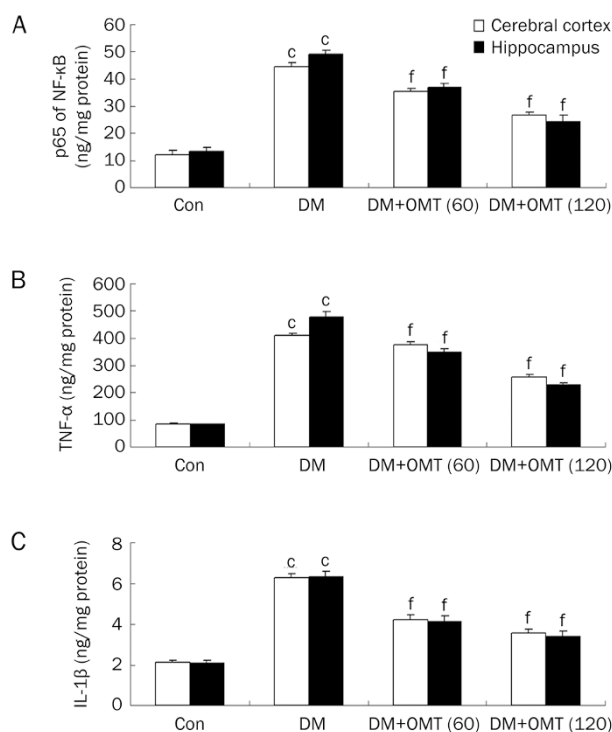 A
Cerebral cortex
Hippocampus
p65 of NF-κB
(ng/mg protein)
60
50
40
30
20
10
0
c c
f f
f f
Con DM DM+OMT (60) DM+OMT (120)
B
TNF-α (ng/mg protein)
600
500
400
300
200
100
0
c
c
f f
f f
Con DM DM+OMT (60) DM+OMT (120)
C
IL-1β (ng/mg protein)
8
6
4
2
0
c c
f f
f f
Con DM DM+OMT (60) DM+OMT (120)